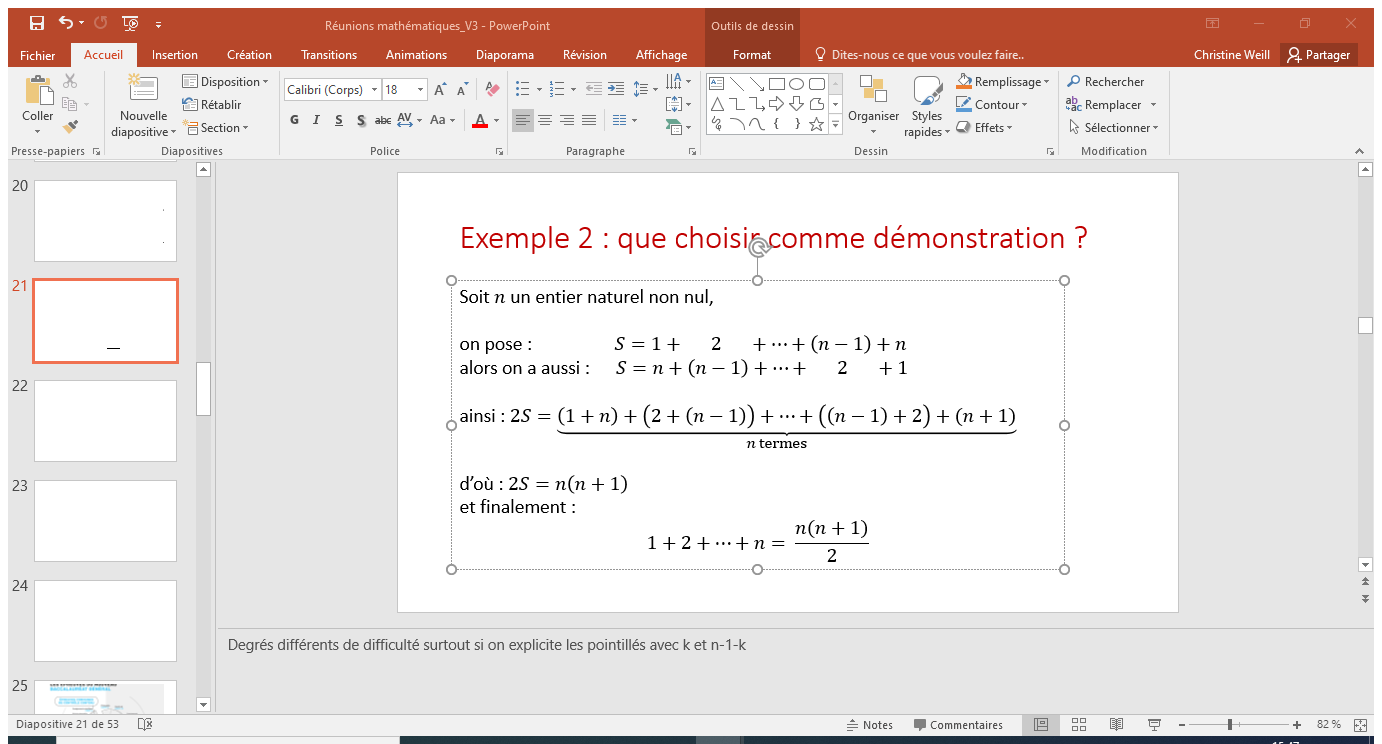 Réunions mathématiques_V3 - PowerPoint
Outils de dessin
Fichier Accueil Insertion Création Transitions Animations Diaporama Révision Affichage Format Dites-nous ce que vous voulez faire.. Christine Weill Partager
Coller
Presse-papiers
Nouvelle diapositive
Disposition
Rétablir
Section
Diapositives
Calibri (Corps) 18
G I S S abc AV Aa A
Police
Paragraphe
Organiser
Styles rapides
Remplissage
Contour
Effets
Dessin
Rechercher
Remplacer
Sélectionner
Modification
20
21
22
23
24
25
Exemple 2 : que choisir comme démonstration ?
Soit n un entier naturel non nul,
on pose : S = 1 + 2 + ⋯ + (n − 1) + n
alors on a aussi : S = n + (n − 1) + ⋯ + 2 + 1
ainsi : 2S = (1 + n) + (2 + (n − 1)) + ⋯ + ((n − 1) + 2) + (n + 1)
n termes
d’où : 2S = n(n + 1)
et finalement :
1 + 2 + ⋯ + n = n(n + 1)/2
Degrés différents de difficulté surtout si on explicite les pointillés avec k et n-1-k
Diapositive 21 de 53 Notes Commentaires 82 %